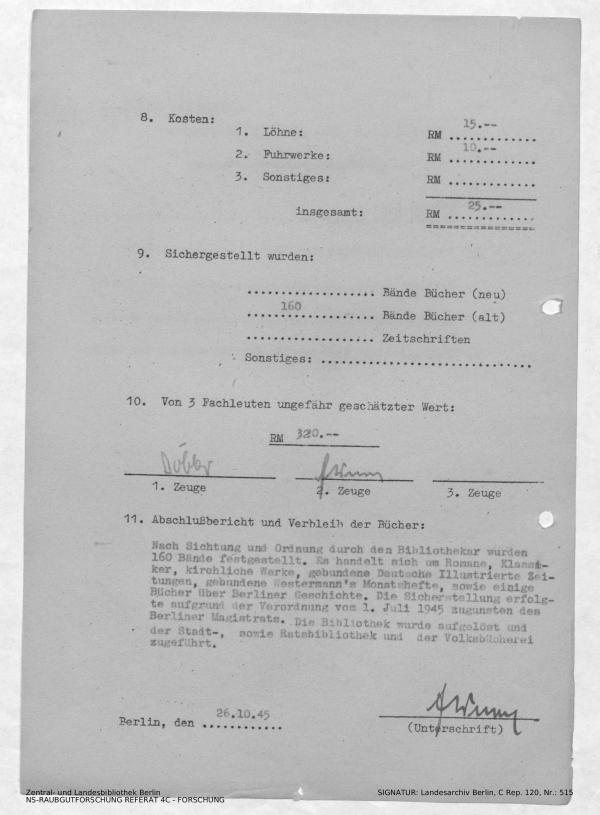 8. Kosten:
1. Löhne: RM 15.--
2. Fuhrwerke: RM 10.--
3. Sonstiges: RM ............
insgesamt: RM 25.--
9. Sichergestellt wurden:
.................. Bände Bücher (neu)
160 Bände Bücher (alt)
.................. Zeitschriften
Sonstiges: ..............................
10. Von 3 Fachleuten ungefähr geschätzter Wert:
RM 320.--
1. Zeuge 2. Zeuge 3. Zeuge
11. Abschlußbericht und Verbleib der Bücher:
Nach Sichtung und Ordnung durch den Bibliothekar wurden
160 Bände festgestellt. Es handelt sich um Romane, Klassi-
ker, kirchliche Werke, gebundene Deutsche Illustrierte Zei-
tungen, gebundene Westermann's Monatshefte, sowie einige
Bücher über Berliner Geschichte. Die Sicherstellung erfolg-
te aufgrund der Verordnung vom 1. Juli 1945 zugunsten des
Berliner Magistrats. Die Bibliothek wurde aufgelöst und
der Stadt-, sowie Ratsbibliothek und der Volksbücherei
zugeführt.
Berlin, den 26.10.45
(Unterschrift)
Zentral- und Landesbibliothek Berlin
NS-RAUBGUTFORSCHUNG REFERAT 4C - FORSCHUNG
SIGNATUR: Landesarchiv Berlin, C Rep. 120, Nr.: 515